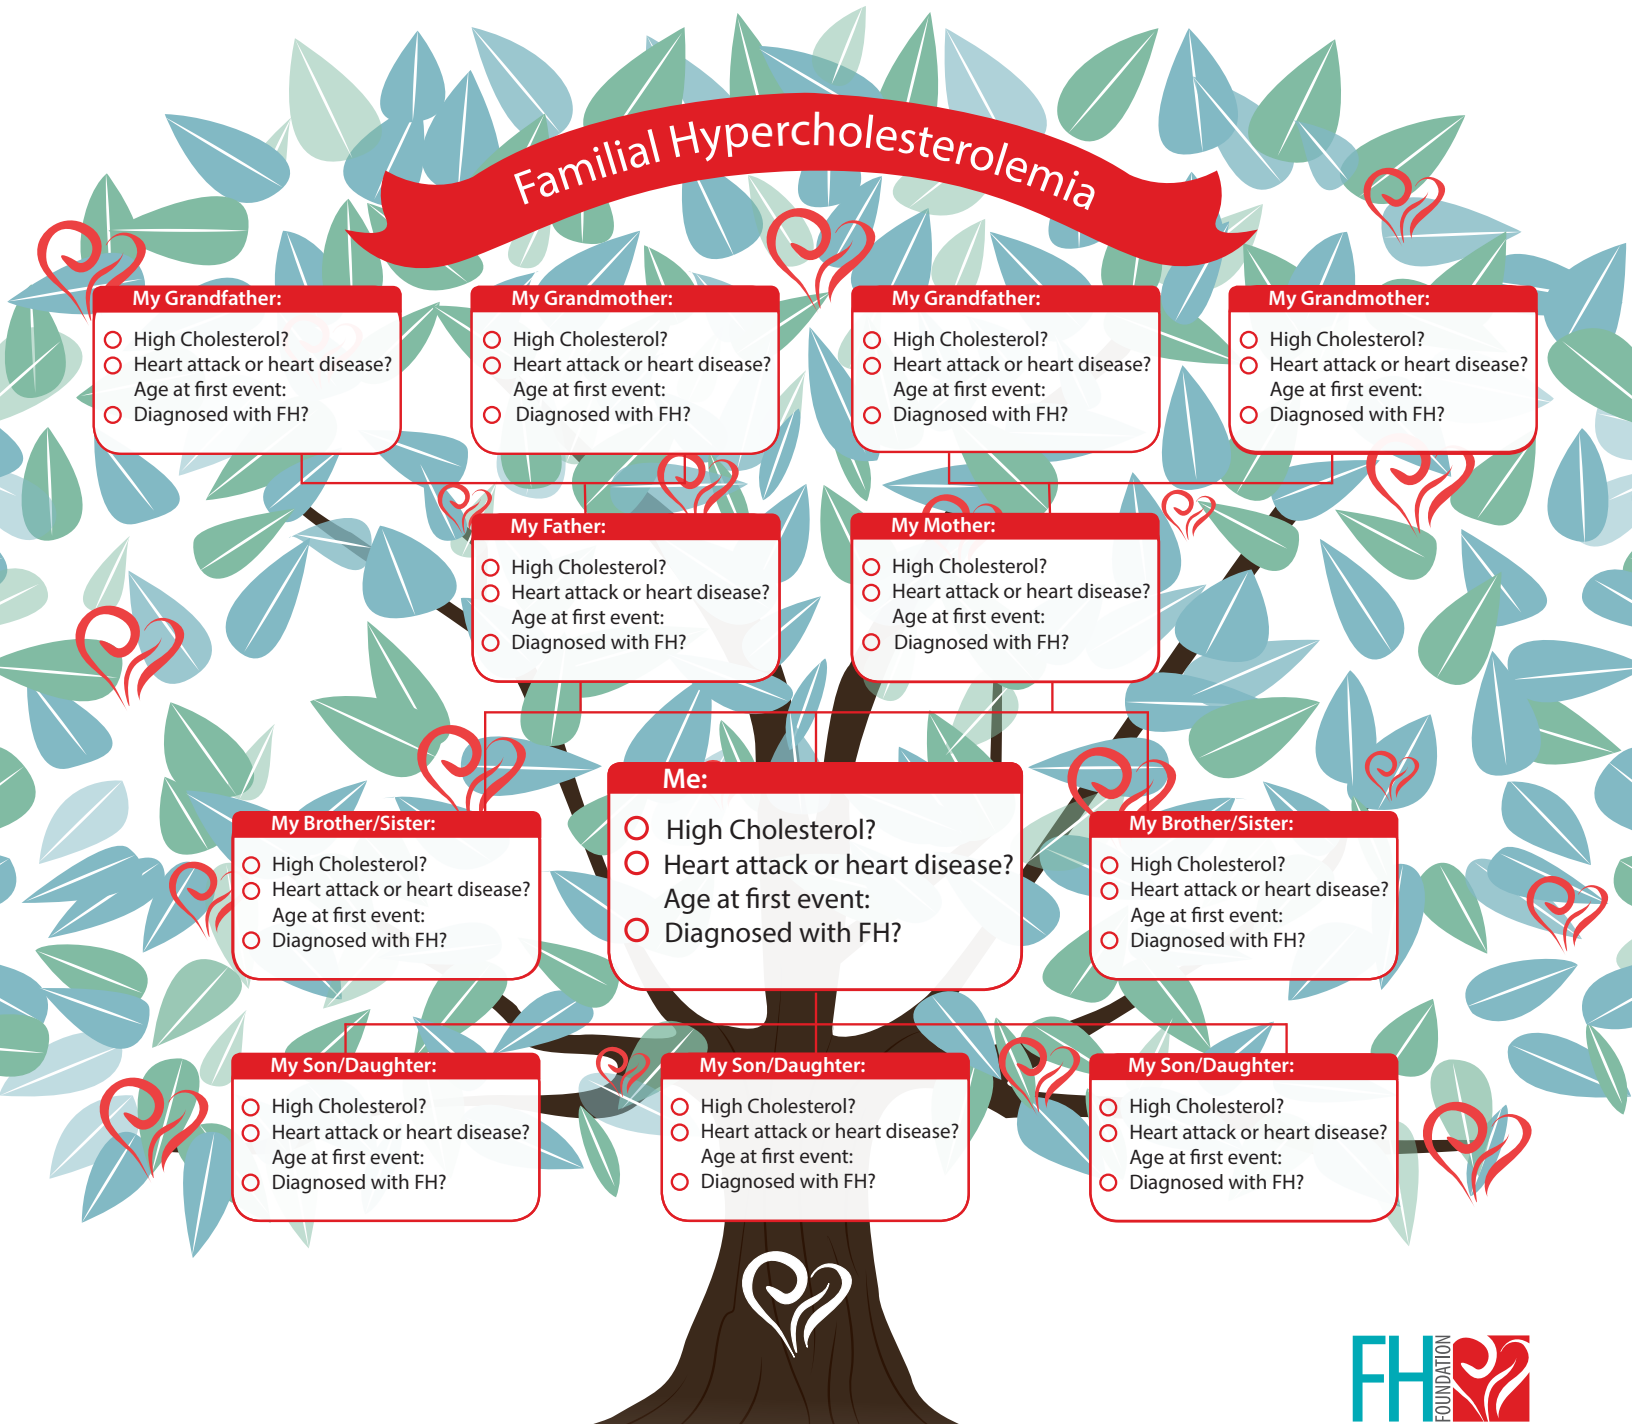 Familial Hypercholesterolemia
My Grandfather:
High Cholesterol?
Heart attack or heart disease?
Age at first event:
Diagnosed with FH?
My Grandmother:
High Cholesterol?
Heart attack or heart disease?
Age at first event:
Diagnosed with FH?
My Grandfather:
High Cholesterol?
Heart attack or heart disease?
Age at first event:
Diagnosed with FH?
My Grandmother:
High Cholesterol?
Heart attack or heart disease?
Age at first event:
Diagnosed with FH?
My Father:
High Cholesterol?
Heart attack or heart disease?
Age at first event:
Diagnosed with FH?
My Mother:
High Cholesterol?
Heart attack or heart disease?
Age at first event:
Diagnosed with FH?
My Brother/Sister:
High Cholesterol?
Heart attack or heart disease?
Age at first event:
Diagnosed with FH?
Me:
High Cholesterol?
Heart attack or heart disease?
Age at first event:
Diagnosed with FH?
My Brother/Sister:
High Cholesterol?
Heart attack or heart disease?
Age at first event:
Diagnosed with FH?
My Son/Daughter:
High Cholesterol?
Heart attack or heart disease?
Age at first event:
Diagnosed with FH?
My Son/Daughter:
High Cholesterol?
Heart attack or heart disease?
Age at first event:
Diagnosed with FH?
My Son/Daughter:
High Cholesterol?
Heart attack or heart disease?
Age at first event:
Diagnosed with FH?
FH
FOUNDATION